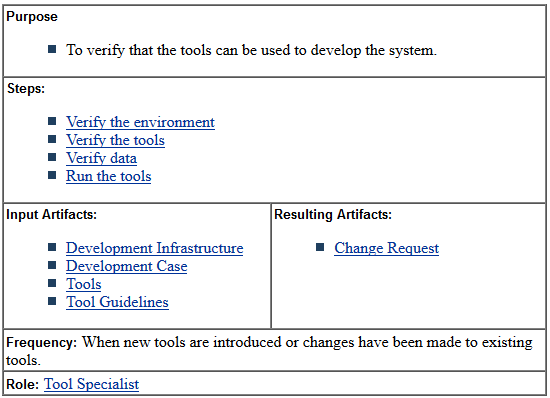 Purpose
To verify that the tools can be used to develop the system.
Steps:
Verify the environment
Verify the tools
Verify data
Run the tools
Input Artifacts:
Development Infrastructure
Development Case
Tools
Tool Guidelines
Resulting Artifacts:
Change Request
Frequency: When new tools are introduced or changes have been made to existing
tools.
Role: Tool Specialist